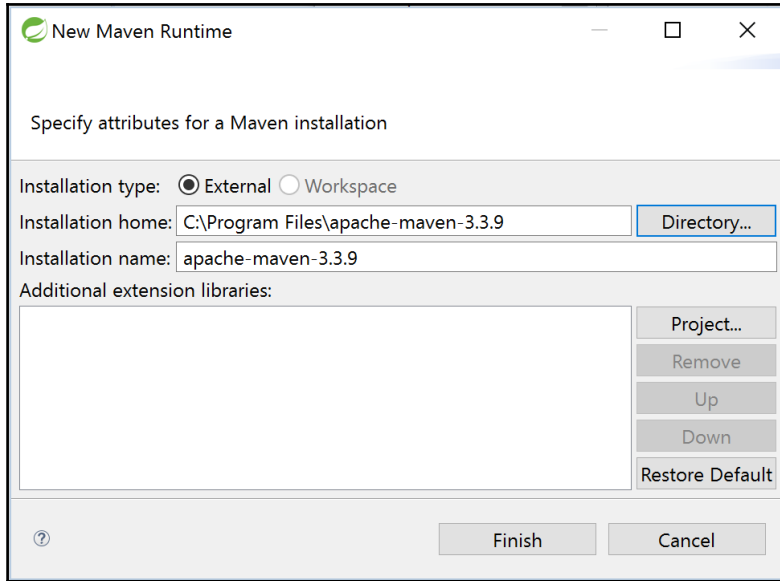 New Maven Runtime
Specify attributes for a Maven installation
Installation type: External Workspace
Installation home: C:\Program Files\apache-maven-3.3.9 Directory...
Installation name: apache-maven-3.3.9
Additional extension libraries:
Project...
Remove
Up
Down
Restore Default
? Finish Cancel